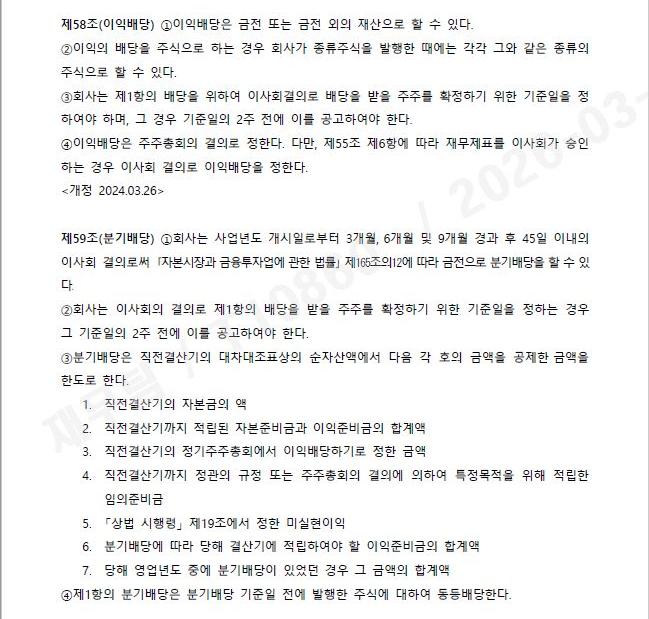 제58조(이익배당) ①이익배당은 금전 또는 금전 외의 재산으로 할 수 있다.
②이익의 배당을 주식으로 하는 경우 회사가 종류주식을 발행한 때에는 각각 그와 같은 종류의
주식으로 할 수 있다.
③회사는 제1항의 배당을 위하여 이사회결의로 배당을 받을 주주를 확정하기 위한 기준일을 정
하여야 하며, 그 경우 기준일의 2주 전에 이를 공고하여야 한다.
④이익배당은 주주총회의 결의로 정한다. 다만, 제55조 제6항에 따라 재무제표를 이사회가 승인
하는 경우 이사회 결의로 이익배당을 정한다.
<개정 2024.03.26>
제59조(분기배당) ①회사는 사업년도 개시일로부터 3개월, 6개월 및 9개월 경과 후 45일 이내의
이사회 결의로써 「자본시장과 금융투자업에 관한 법률」 제165조의12에 따라 금전으로 분기배당을 할 수 있
다.
②회사는 이사회의 결의로 제1항의 배당을 받을 주주를 확정하기 위한 기준일을 정하는 경우
그 기준일의 2주 전에 이를 공고하여야 한다.
③분기배당은 직전결산기의 대차대조표상의 순자산액에서 다음 각 호의 금액을 공제한 금액을
한도로 한다.
1. 직전결산기의 자본금의 액
2. 직전결산기까지 적립된 자본준비금과 이익준비금의 합계액
3. 직전결산기의 정기주주총회에서 이익배당하기로 정한 금액
4. 직전결산기까지 정관의 규정 또는 주주총회의 결의에 의하여 특정목적을 위해 적립한
임의준비금
5. 「상법 시행령」 제19조에서 정한 미실현이익
6. 분기배당에 따라 당해 결산기에 적립하여야 할 이익준비금의 합계액
7. 당해 영업년도 중에 분기배당이 있었던 경우 그 금액의 합계액
④제1항의 분기배당은 분기배당 기준일 전에 발행한 주식에 대하여 동등배당한다.
재무팀 / / 2026-03-